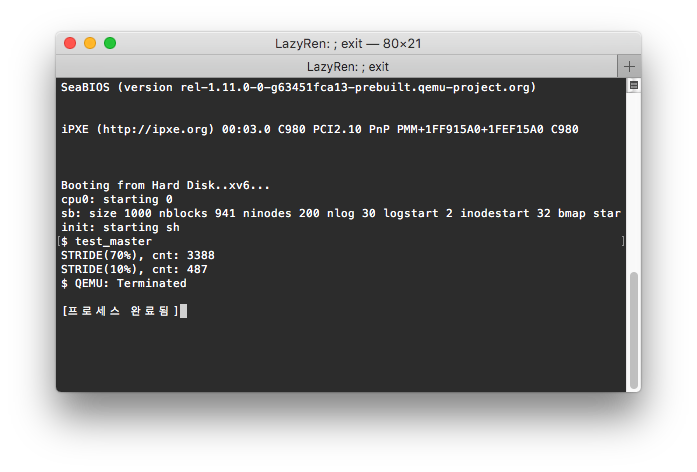 LazyRen: ; exit — 80×21
LazyRen: ; exit
SeaBIOS (version rel-1.11.0-0-g63451fca13-prebuilt.qemu-project.org)
iPXE (http://ipxe.org) 00:03.0 C980 PCI2.10 PnP PMM+1FF915A0+1FEF15A0 C980
Booting from Hard Disk..xv6...
cpu0: starting 0
sb: size 1000 nblocks 941 ninodes 200 nlog 30 logstart 2 inodestart 32 bmap star
init: starting sh
[$ test_master ]
STRIDE(70%), cnt: 3388
STRIDE(10%), cnt: 487
$ QEMU: Terminated
[프로세스 완료됨]